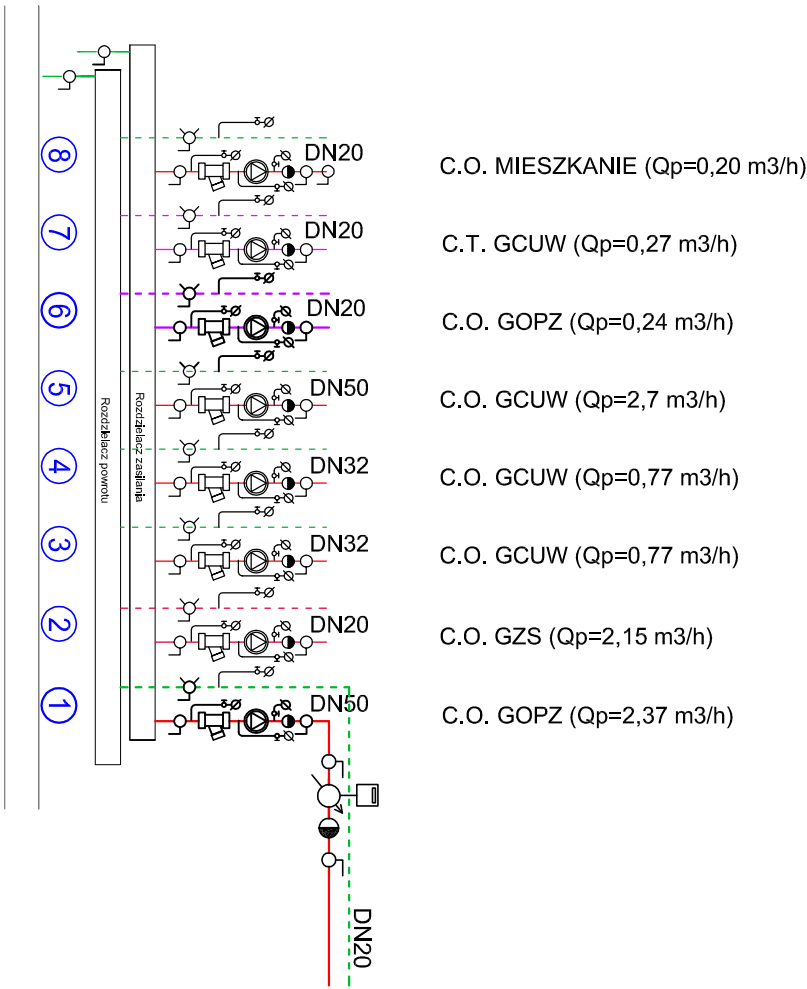 8
DN20
C.O. MIESZKANIE (Qp=0,20 m3/h)
7
DN20
C.T. GCUW (Qp=0,27 m3/h)
6
DN20
C.O. GOPZ (Qp=0,24 m3/h)
5
DN50
C.O. GCUW (Qp=2,7 m3/h)
Rozdzielacz powrotu
Rozdzielacz zasilania
4
DN32
C.O. GCUW (Qp=0,77 m3/h)
3
DN32
C.O. GCUW (Qp=0,77 m3/h)
2
DN20
C.O. GZS (Qp=2,15 m3/h)
1
DN50
C.O. GOPZ (Qp=2,37 m3/h)
DN20